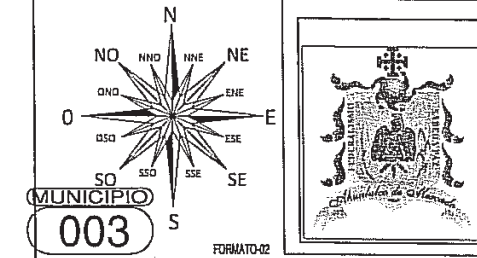 N
NO NNO NNE NE
ONO ENE
O E
OSO ESE
SO SSO SSE SE
S
MUNICIPIO
003
FORMATO-02